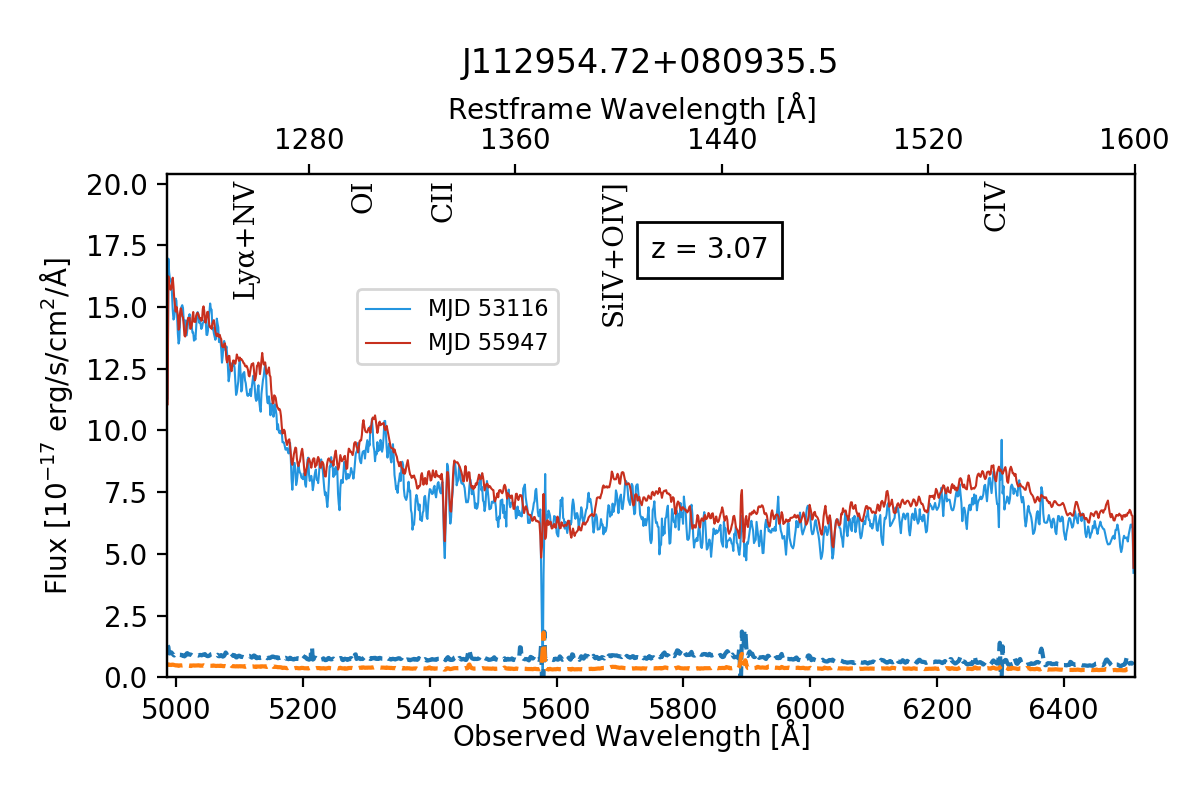 J112954.72+080935.5
Restframe Wavelength [Å]
1280 1360 1440 1520 1600
20.0
17.5
15.0
12.5
10.0
7.5
5.0
2.5
0.0
Flux [10⁻¹⁷ erg/s/cm²/Å]
Lyα+NV
OI
CII
SiIV+OIV]
CIV
z = 3.07
MJD 53116
MJD 55947
5000 5200 5400 5600 5800 6000 6200 6400
Observed Wavelength [Å]